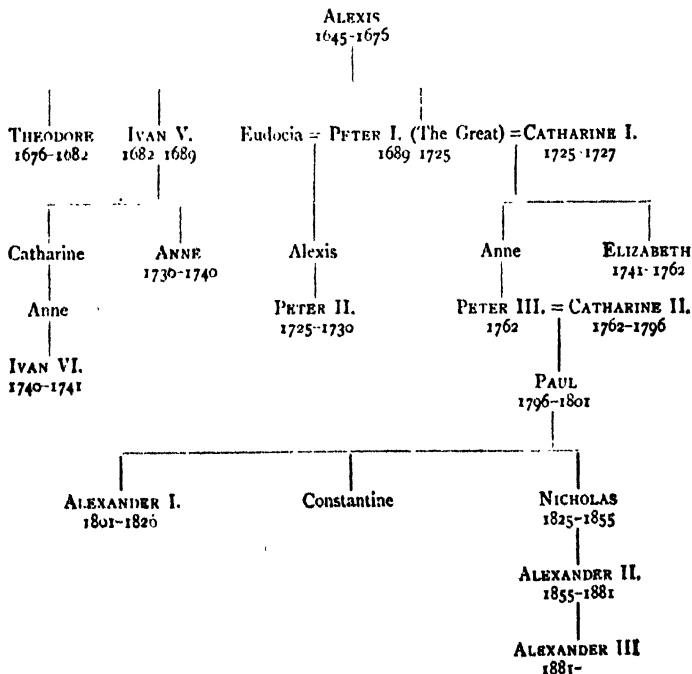 ALEXIS
1645-1676
THEODORE IVAN V. Eudocia = PETER I. (The Great) = CATHARINE I.
1676-1682 1682 1689 1689 1725 1725-1727
Catharine ANNE Alexis Anne ELIZABETH
1730-1740 1741-1762
Anne PETER II. PETER III. = CATHARINE II.
1725-1730 1762 1762-1796
IVAN VI.
1740-1741
PAUL
1796-1801
ALEXANDER I. Constantine NICHOLAS
1801-1826 1825-1855
ALEXANDER II.
1855-1881
ALEXANDER III
1881-